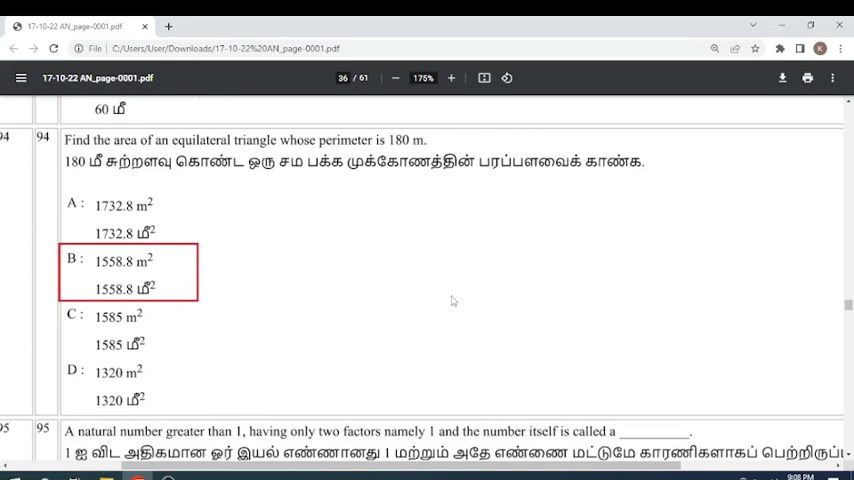 17-10-22 AN_page-0001.pdf
File C:/Users/User/Downloads/17-10-22%20AN_page-0001.pdf
K
17-10-22 AN_page-0001.pdf
36 / 61
175%
60 மீ
94 94 Find the area of an equilateral triangle whose perimeter is 180 m.
180 மீ சுற்றளவு கொண்ட ஒரு சம பக்க முக்கோணத்தின் பரப்பளவைக் காண்க.
A : 1732.8 m²
1732.8 மீ²
B : 1558.8 m²
1558.8 மீ²
C : 1585 m²
1585 மீ²
D : 1320 m²
1320 மீ²
95 95 A natural number greater than 1, having only two factors namely 1 and the number itself is called a ________.
1 ஐ விட அதிகமான ஓர் இயல் எண்ணானது 1 மற்றும் அதே எண்ணை மட்டுமே காரணிகளாகப்
9:08 PM